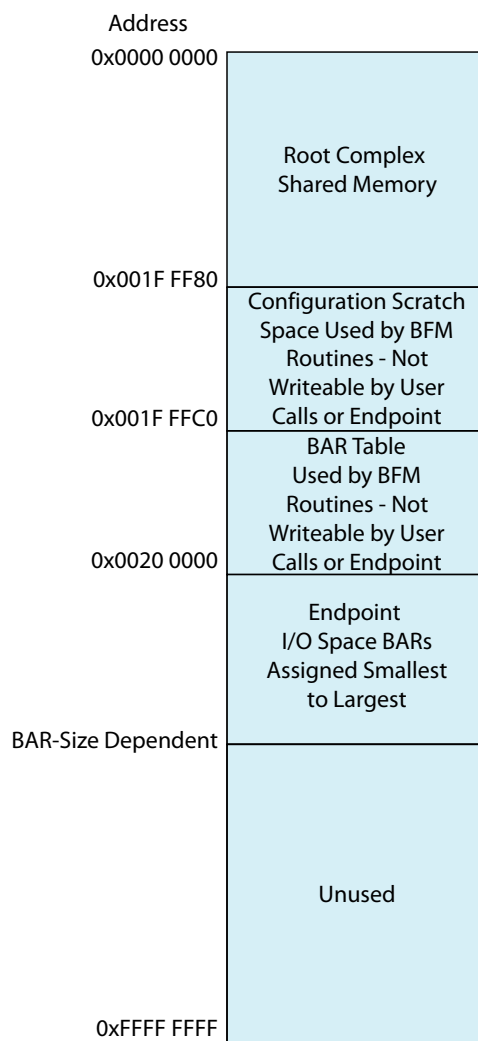 Address
0x0000 0000
Root Complex
Shared Memory
0x001F FF80
Configuration Scratch
Space Used by BFM
Routines - Not
Writeable by User
Calls or Endpoint
0x001F FFC0
BAR Table
Used by BFM
Routines - Not
Writeable by User
Calls or Endpoint
0x0020 0000
Endpoint
I/O Space BARs
Assigned Smallest
to Largest
BAR-Size Dependent
Unused
0xFFFF FFFF